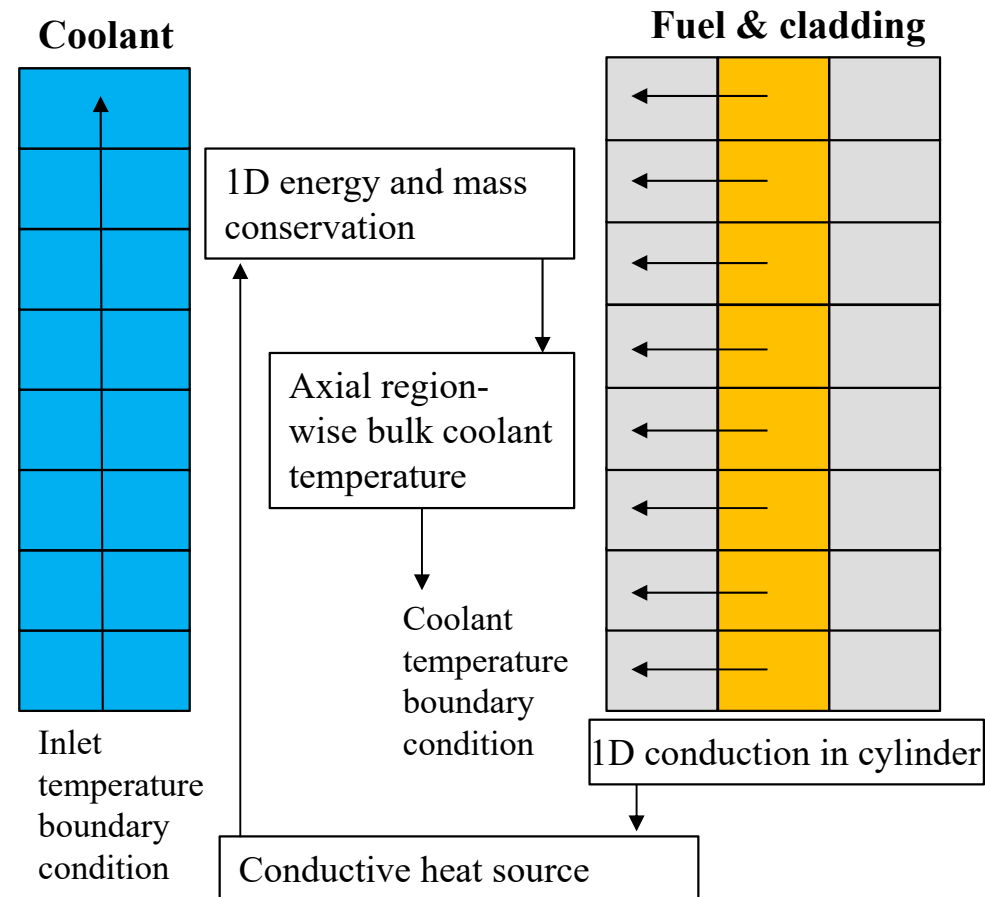 Coolant
Fuel & cladding
1D energy and mass
conservation
Axial region-
wise bulk coolant
temperature
Coolant
temperature
boundary
condition
Inlet
temperature
boundary
condition
1D conduction in cylinder
Conductive heat source